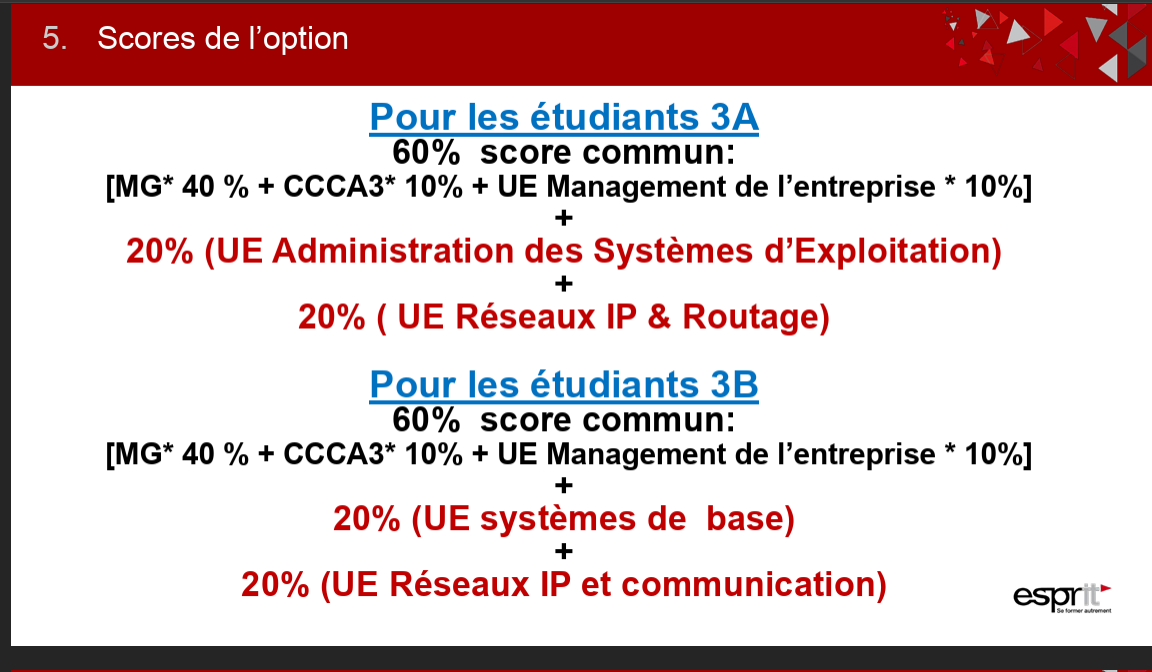 5. Scores de l’option
Pour les étudiants 3A
60% score commun:
[MG* 40 % + CCCA3* 10% + UE Management de l’entreprise * 10%]
+
20% (UE Administration des Systèmes d’Exploitation)
+
20% ( UE Réseaux IP & Routage)
Pour les étudiants 3B
60% score commun:
[MG* 40 % + CCCA3* 10% + UE Management de l’entreprise * 10%]
+
20% (UE systèmes de base)
+
20% (UE Réseaux IP et communication)
esprit
Se former autrement